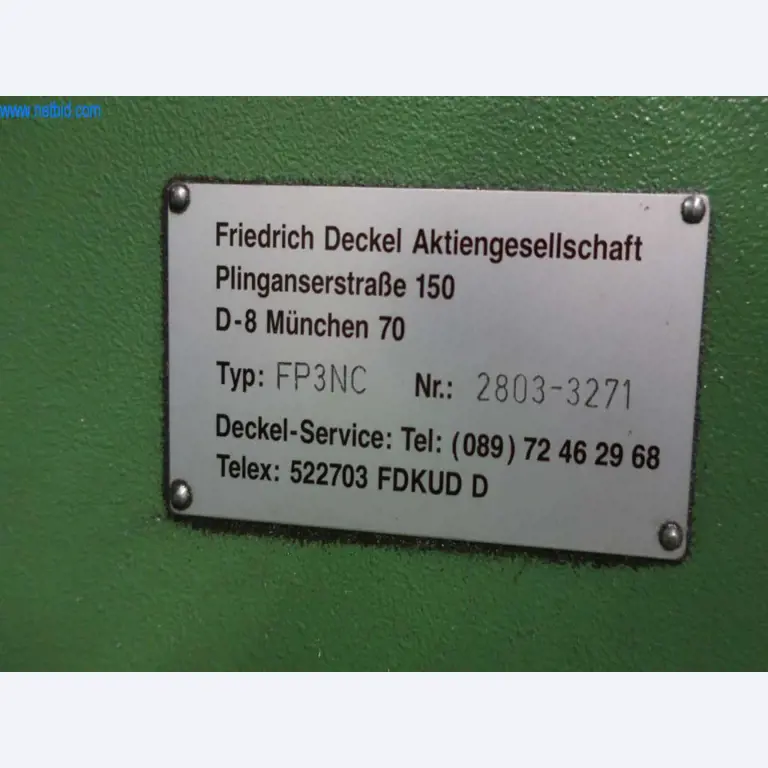 www.netbid.com
Friedrich Deckel Aktiengesellschaft
Plinganserstraße 150
D-8 München 70
Typ: FP3NC Nr.: 2803-3271
Deckel-Service: Tel: (089) 72 46 29 68
Telex: 522703 FDKUD D